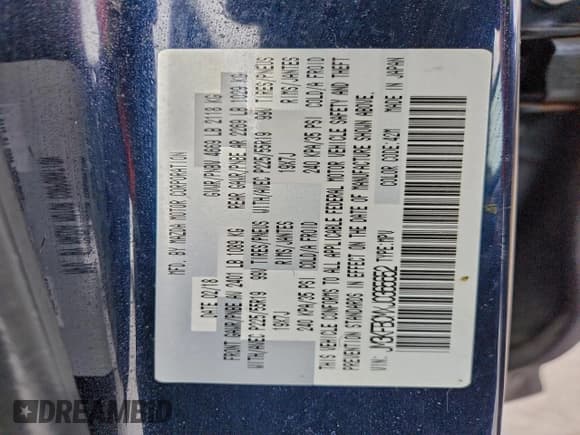 MFD. BY MAZDA MOTOR CORPORATION
DATE 02/18 GVWR/PNBV 4669 LB 2118 KG
FRONT GAWR/PNBE AV 2401 LB 1089 KG REAR GAWR/PNBE AR 2269 LB 1029 KG
WITH/AVEC P225/55R19 99V TIRES/PNEUS WITH/AVEC P225/55R19 99V TIRES/PNEUS
19X7J RIMS/JANTES 19X7J RIMS/JANTES
240 KPA/35 PSI COLD/A FROID 240 KPA/35 PSI COLD/A FROID
THIS VEHICLE CONFORMS TO ALL APPLICABLE FEDERAL MOTOR VEHICLE SAFETY AND THEFT
PREVENTION STANDARDS IN EFFECT ON THE DATE OF MANUFACTURE SHOWN ABOVE.
VIN: TYPE:MPV COLOR CODE:42M MADE IN JAPAN
DREAMBID